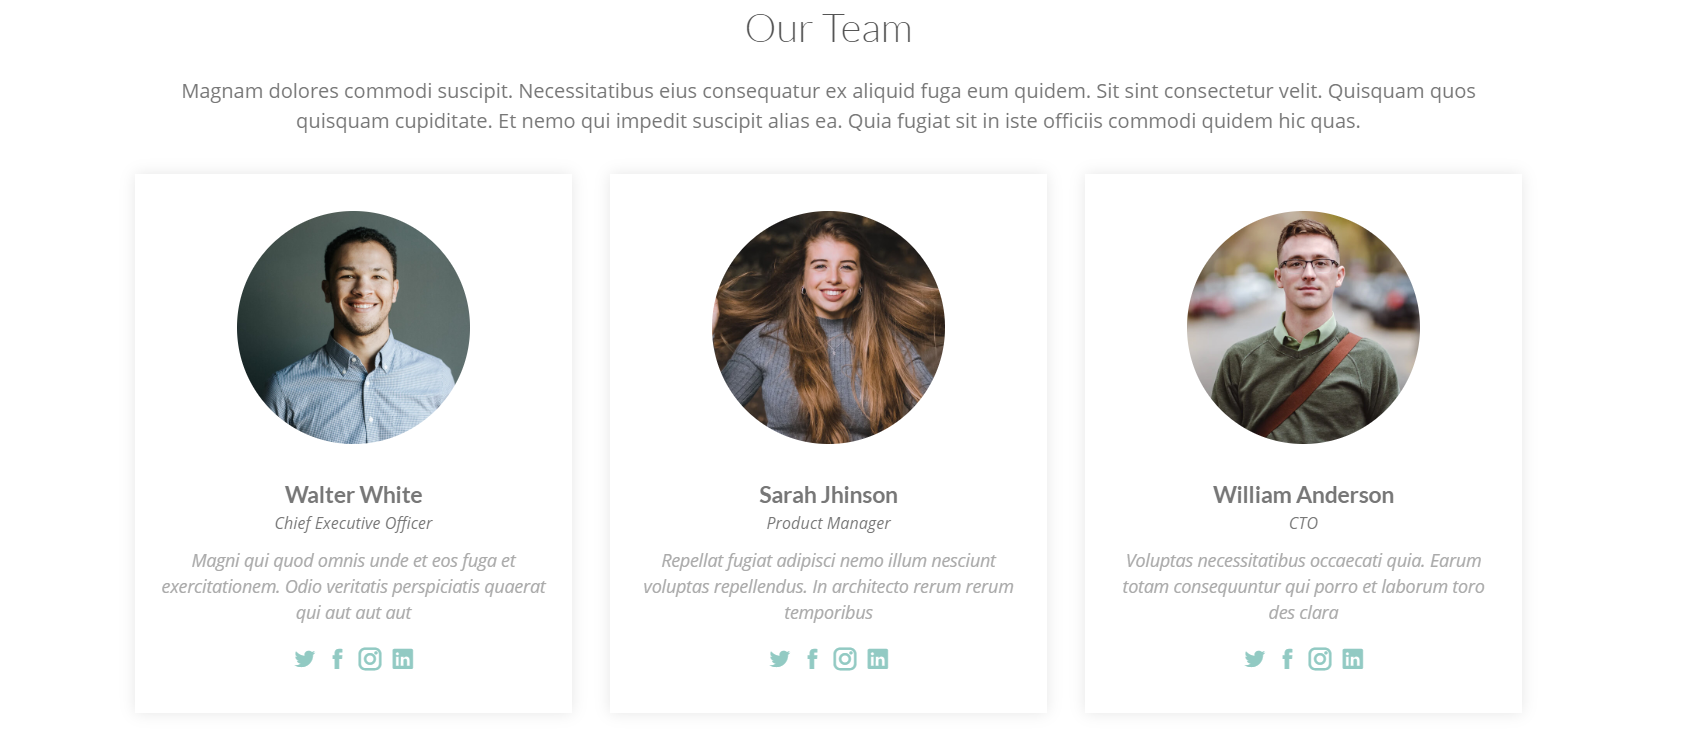 Our Team
Magnam dolores commodi suscipit. Necessitatibus eius consequatur ex aliquid fuga eum quidem. Sit sint consectetur velit. Quisquam quos
quisquam cupiditate. Et nemo qui impedit suscipit alias ea. Quia fugiat sit in iste officiis commodi quidem hic quas.
Walter White
Chief Executive Officer
Magni qui quod omnis unde et eos fuga et
exercitationem. Odio veritatis perspiciatis quaerat
qui aut aut aut
Sarah Jhinson
Product Manager
Repellat fugiat adipisci nemo illum nesciunt
voluptas repellendus. In architecto rerum rerum
temporibus
William Anderson
CTO
Voluptas necessitatibus occaecati quia. Earum
totam consequuntur qui porro et laborum toro
des clara